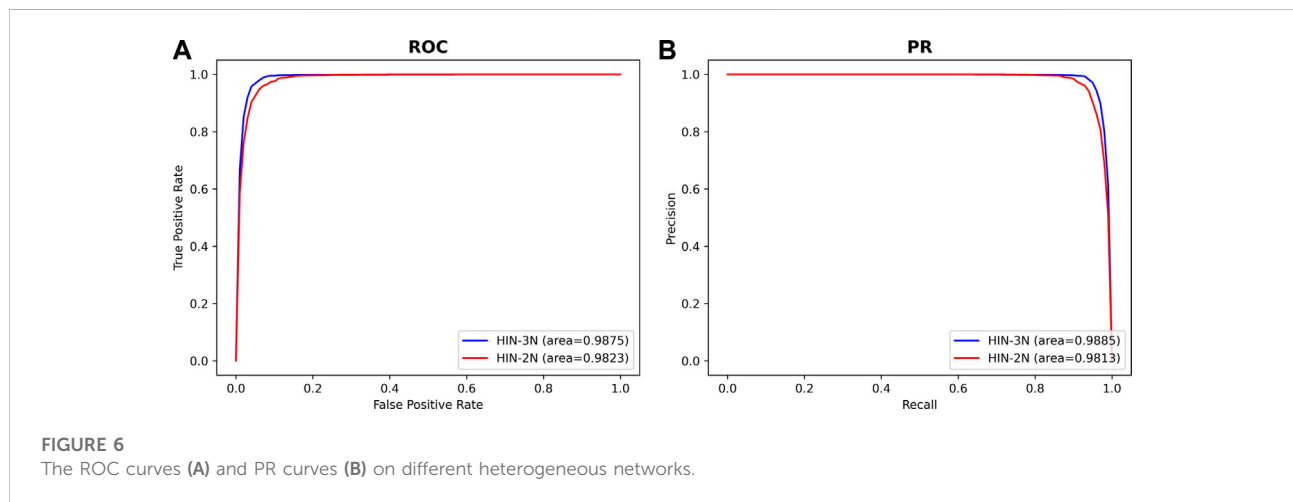 A
ROC
1.0
0.8
0.6
0.4
0.2
0.0
True Positive Rate
0.0 0.2 0.4 0.6 0.8 1.0
False Positive Rate
HIN-3N (area=0.9875)
HIN-2N (area=0.9823)
B
PR
1.0
0.8
0.6
0.4
0.2
0.0
Precision
0.0 0.2 0.4 0.6 0.8 1.0
Recall
HIN-3N (area=0.9885)
HIN-2N (area=0.9813)
FIGURE 6
The ROC curves (A) and PR curves (B) on different heterogeneous networks.